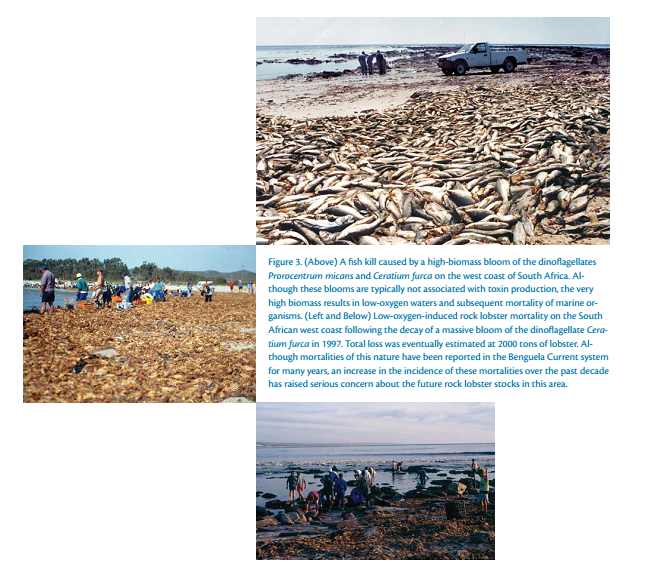 Figure 3. (Above) A fish kill caused by a high-biomass bloom of the dinoflagellates
Prorocentrum micans and Ceratium furca on the west coast of South Africa. Al-
though these blooms are typically not associated with toxin production, the very
high biomass results in low-oxygen waters and subsequent mortality of marine or-
ganisms. (Left and Below) Low-oxygen-induced rock lobster mortality on the South
African west coast following the decay of a massive bloom of the dinoflagellate Cera-
tium furca in 1997. Total loss was eventually estimated at 2000 tons of lobster. Al-
though mortalities of this nature have been reported in the Benguela Current system
for many years, an increase in the incidence of these mortalities over the past decade
has raised serious concern about the future rock lobster stocks in this area.